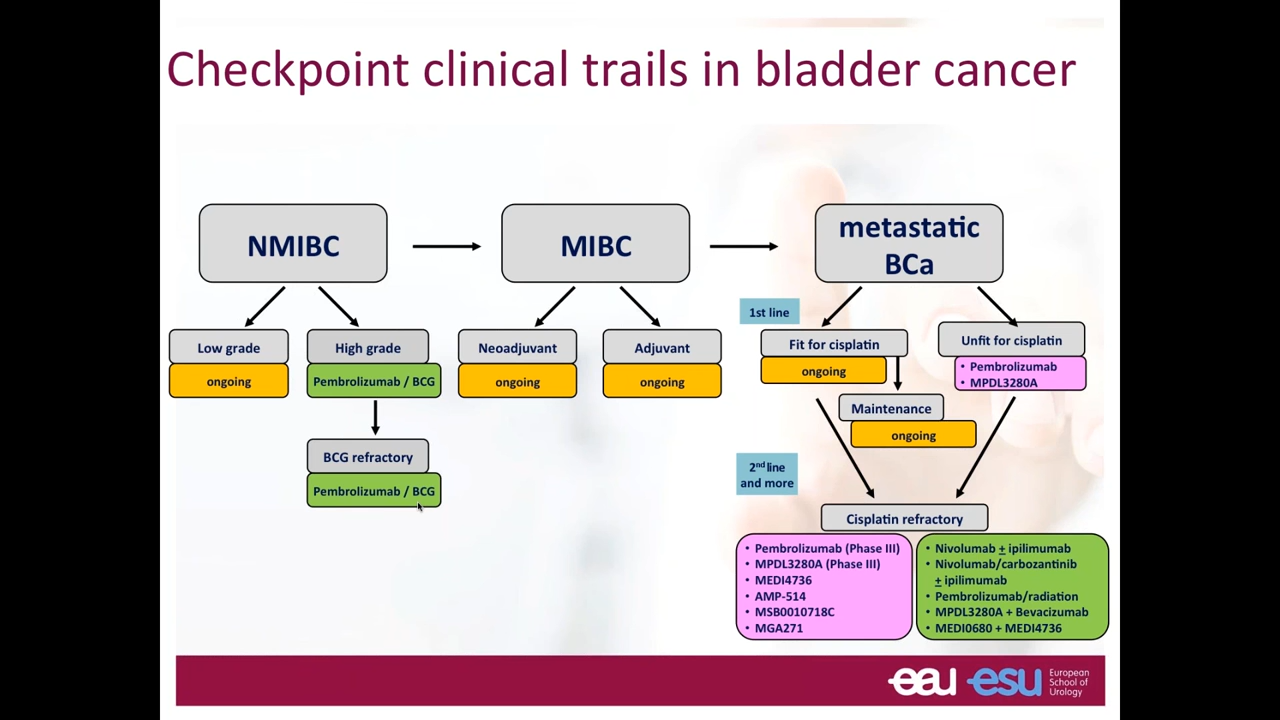 Checkpoint clinical trails in bladder cancer
NMIBC
MIBC
metastatic
BCa
Low grade
ongoing
High grade
Pembrolizumab / BCG
BCG refractory
Pembrolizumab / BCG
Neoadjuvant
ongoing
Adjuvant
ongoing
1st line
Fit for cisplatin
ongoing
Maintenance
ongoing
Unfit for cisplatin
• Pembrolizumab
• MPDL3280A
2nd line
and more
Cisplatin refractory
• Pembrolizumab (Phase III)
• MPDL3280A (Phase III)
• MEDI4736
• AMP-514
• MSB0010718C
• MGA271
• Nivolumab ± ipilimumab
• Nivolumab/carbozantinib
± ipilimumab
• Pembrolizumab/radiation
• MPDL3280A + Bevacizumab
• MEDI0680 + MEDI4736
eau esu
European
School of
Urology